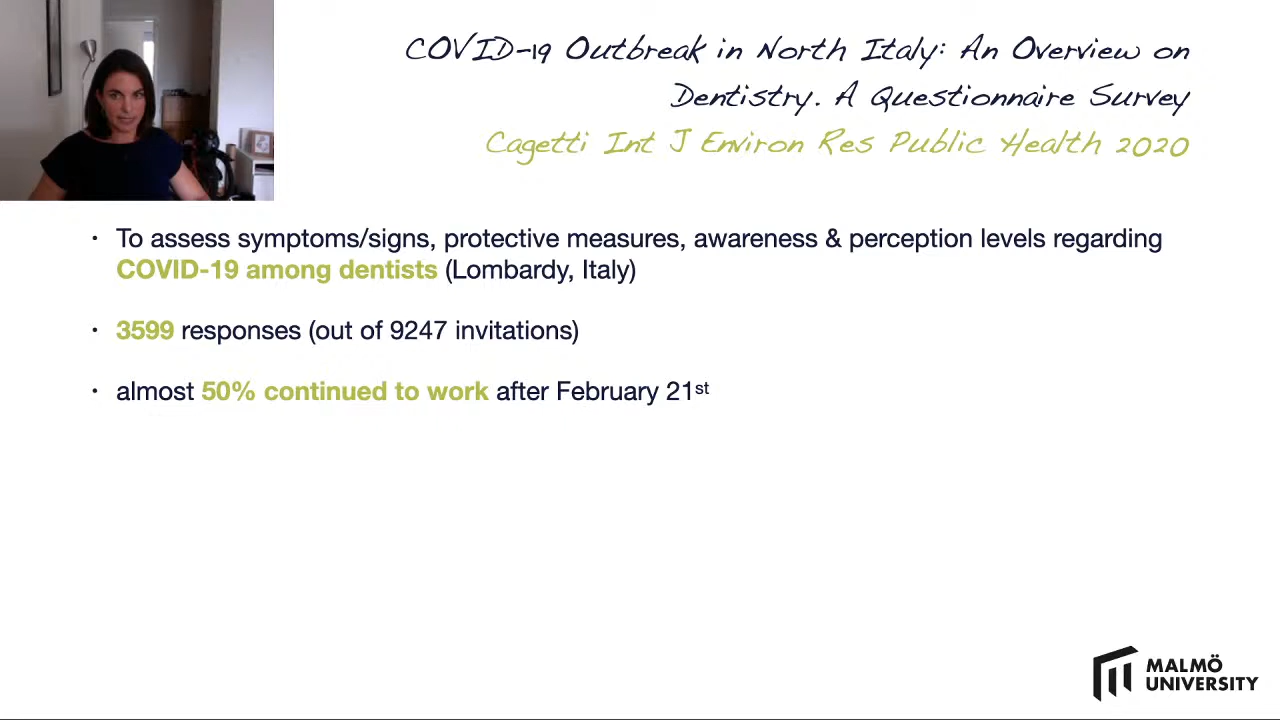 COVID-19 Outbreak in North Italy: An Overview on
Dentistry. A Questionnaire Survey
Cagetti Int J Environ Res Public Health 2020
• To assess symptoms/signs, protective measures, awareness & perception levels regarding
COVID-19 among dentists (Lombardy, Italy)
• 3599 responses (out of 9247 invitations)
• almost 50% continued to work after February 21st
MALMÖ
UNIVERSITY